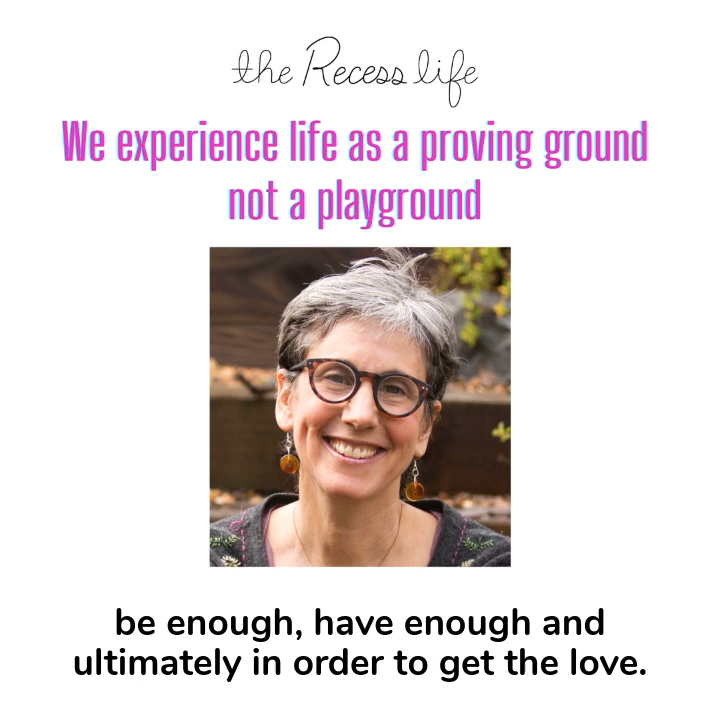 the Recess life
We experience life as a proving ground
not a playground
be enough, have enough and
ultimately in order to get the love.